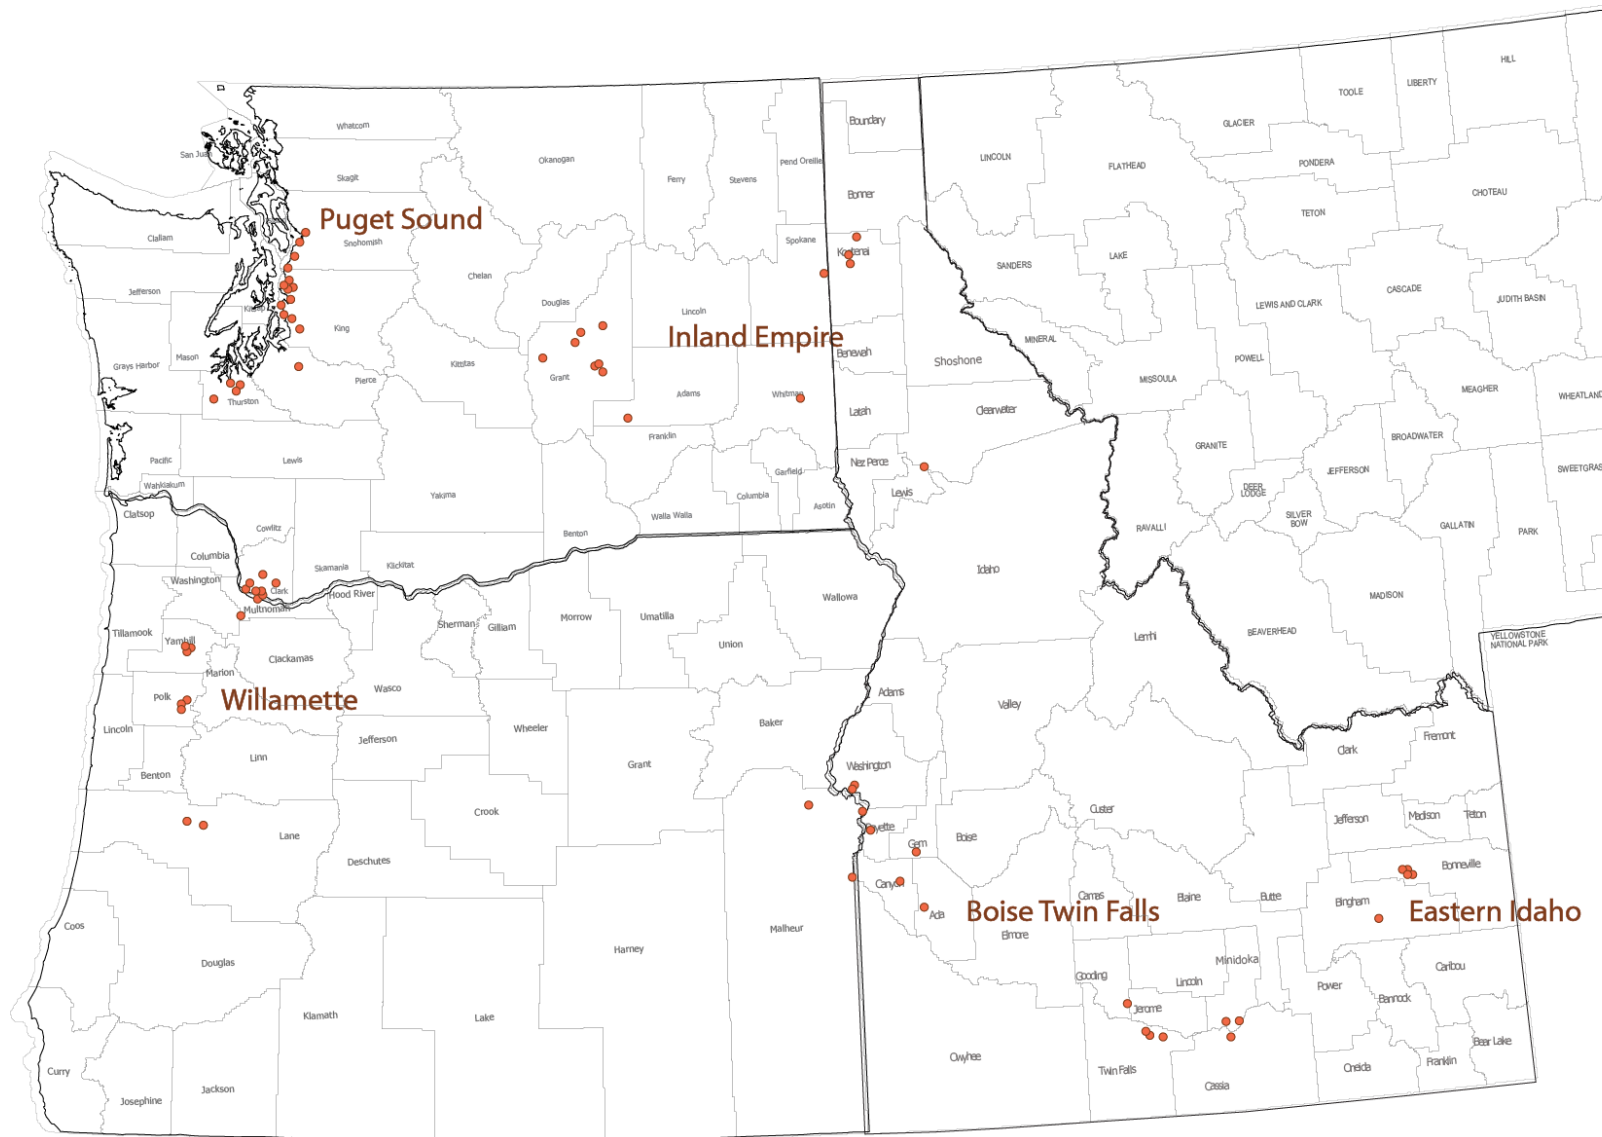 HILL
LIBERTY
TOOLE
GLACIER
Whatcom
Boundary
San Juan
Okanogan
Pend Oreille
LINCOLN
FLATHEAD
PONDERA
Skagit
Ferry
Stevens
Bonner
CHOTEAU
Puget Sound
TETON
Clallam
Snohomish
Spokane
Kootenai
LAKE
SANDERS
Chelan
Jefferson
Douglas
Lincoln
LEWIS AND CLARK
CASCADE
JUDITH BASIN
Kitsap
King
Inland Empire
MINERAL
Mason
Grays Harbor
Kittitas
Benewah
Shoshone
POWELL
Pierce
Grant
MISSOULA
MEAGHER
WHEATLAND
Thurston
Adams
Whitman
Latah
Clearwater
Franklin
GRANITE
BROADWATER
Pacific
Lewis
Nez Perce
Garfield
JEFFERSON
SWEETGRAS
Wahkiakum
Yakima
Columbia
Lewis
DEER
LODGE
Clatsop
Walla Walla
Asotin
SILVER
BOW
RAVALLI
GALLATIN
PARK
Cowlitz
Benton
Columbia
Skamania
Klickitat
Idaho
Washington
Clark
Hood River
Wallowa
MADISON
Multnomah
Morrow
Umatilla
Tillamook
Yamhill
Sherman
Gilliam
Union
Lemhi
BEAVERHEAD
YELLOWSTONE
NATIONAL PARK
Clackamas
Marion
Polk
Willamette
Wasco
Adams
Valley
Lincoln
Wheeler
Baker
Jefferson
Clark
Fremont
Linn
Grant
Washington
Benton
Crook
Custer
Jefferson
Madison
Teton
Lane
Payette
Boise
Gem
Deschutes
Bonneville
Canyon
Camas
Blaine
Butte
Bingham
Ada
Boise Twin Falls
Eastern Idaho
Coos
Malheur
Elmore
Harney
Douglas
Minidoka
Caribou
Gooding
Lincoln
Power
Bannock
Klamath
Lake
Jerome
Owyhee
Bear Lake
Curry
Twin Falls
Oneida
Franklin
Jackson
Cassia
Josephine